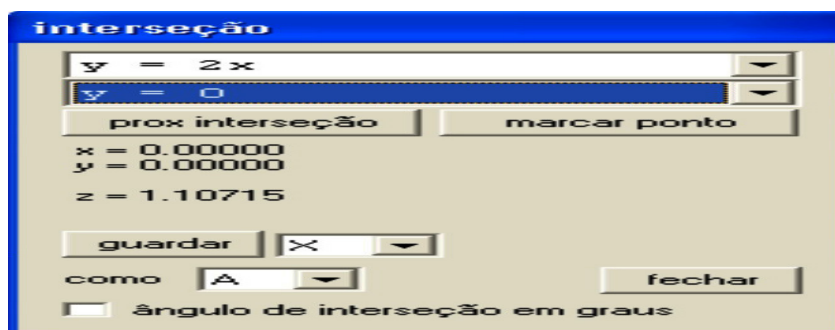 interseção
y = 2x
y = 0
prox interseção marcar ponto
x = 0.00000
y = 0.00000
z = 1.10715
guardar X
como A fechar
ângulo de interseção em graus